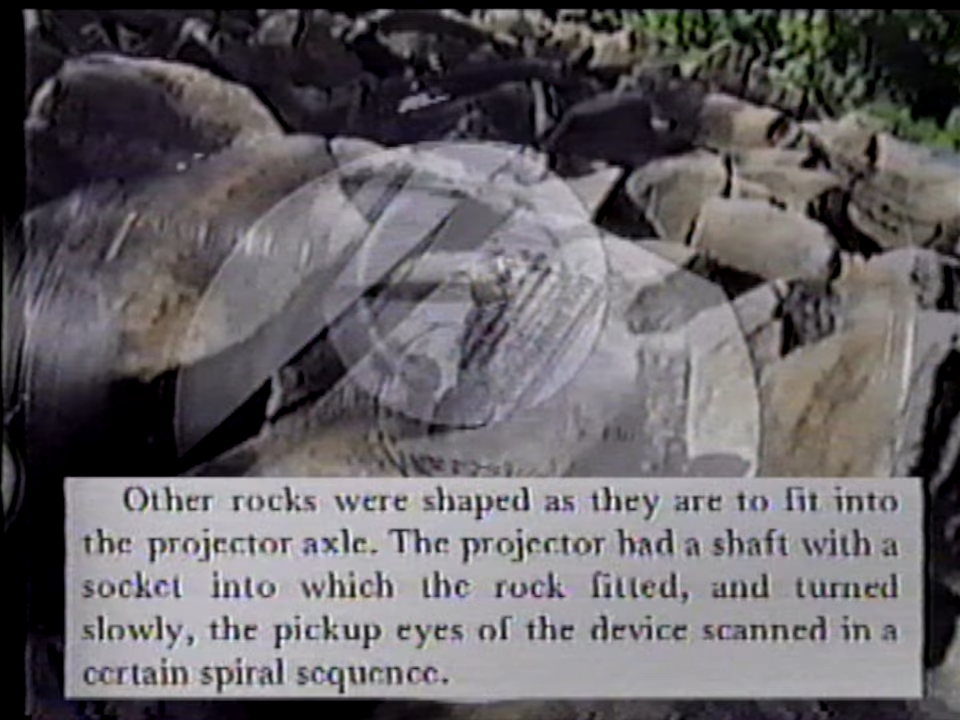 Other rocks were shaped as they are to fit into
the projector axle. The projector had a shaft with a
socket into which the rock fitted, and turned
slowly, the pickup eyes of the device scanned in a
certain spiral sequence.